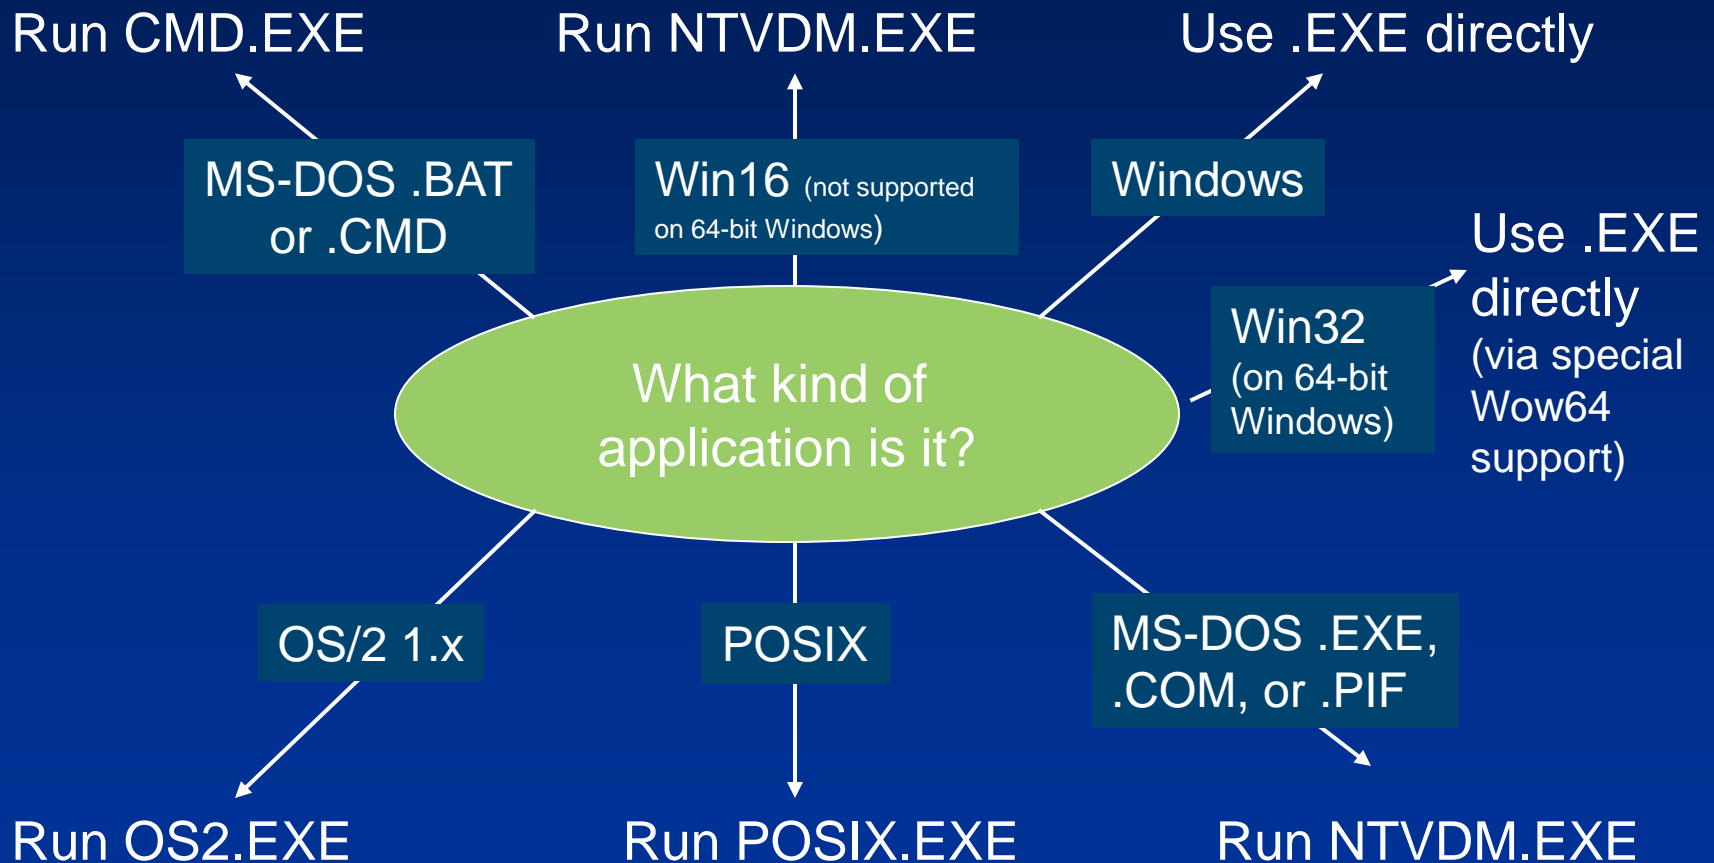 Run CMD.EXE
Run NTVDM.EXE
Use .EXE directly
MS-DOS .BAT
or .CMD
Win16 (not supported
on 64-bit Windows)
Windows
Use .EXE
directly
(via special
Wow64
support)
Win32
(on 64-bit
Windows)
What kind of
application is it?
OS/2 1.x
POSIX
MS-DOS .EXE,
.COM, or .PIF
Run OS2.EXE
Run POSIX.EXE
Run NTVDM.EXE